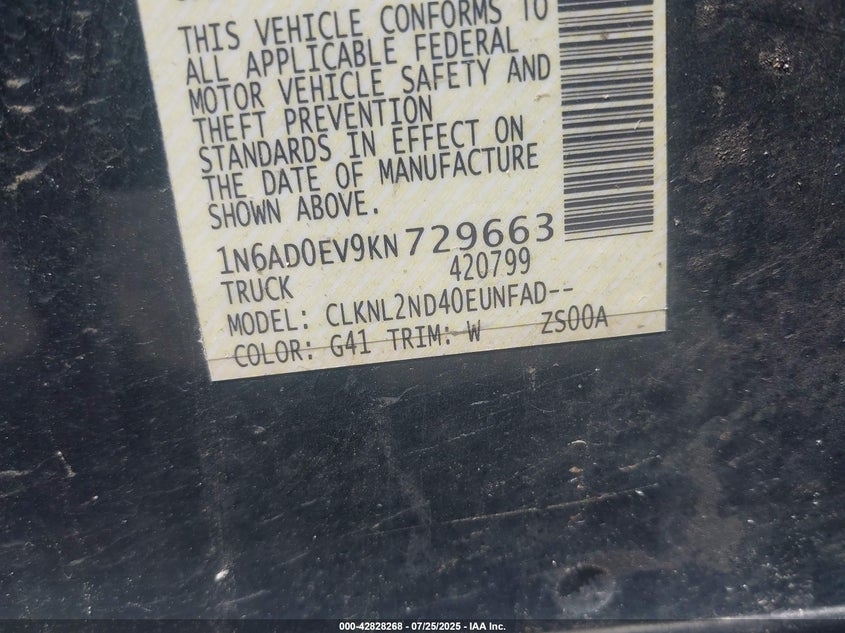 THIS VEHICLE CONFORMS TO
ALL APPLICABLE FEDERAL
MOTOR VEHICLE SAFETY AND
THEFT PREVENTION
STANDARDS IN EFFECT ON
THE DATE OF MANUFACTURE
SHOWN ABOVE.
1N6AD0EV9KN729663
TRUCK 420799
MODEL: CLKNL2ND40EUNFAD--
COLOR: G41 TRIM: W ZS00A
000-42828268 - 07/25/2025 - IAA Inc.